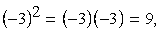 (−3)² = (−3)(−3) = 9,